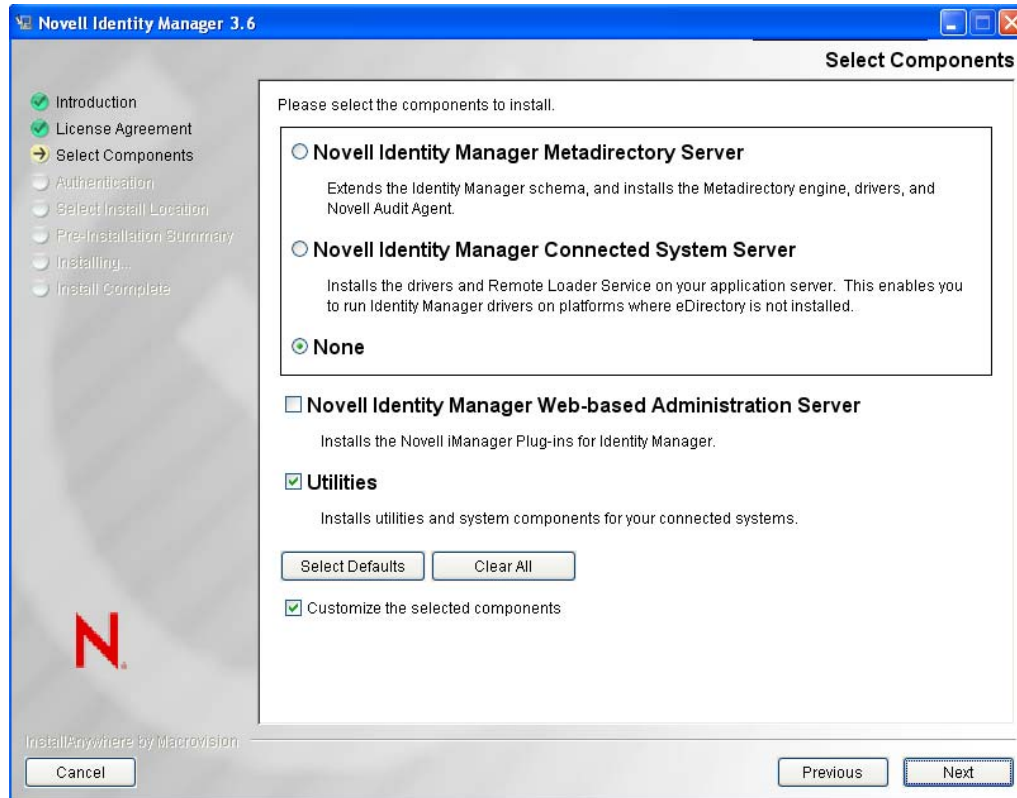 Novell Identity Manager 3.6
Select Components
Introduction
License Agreement
Select Components
Authentication
Select Install Location
Pre-Installation Summary
Installing...
Install Complete
Please select the components to install.
Novell Identity Manager Metadirectory Server
Extends the Identity Manager schema, and installs the Metadirectory engine, drivers, and
Novell Audit Agent.
Novell Identity Manager Connected System Server
Installs the drivers and Remote Loader Service on your application server. This enables you
to run Identity Manager drivers on platforms where eDirectory is not installed.
None
Novell Identity Manager Web-based Administration Server
Installs the Novell iManager Plug-ins for Identity Manager.
Utilities
Installs utilities and system components for your connected systems.
Select Defaults
Clear All
Customize the selected components
N
InstallAnywhere by Macrovision
Cancel
Previous
Next